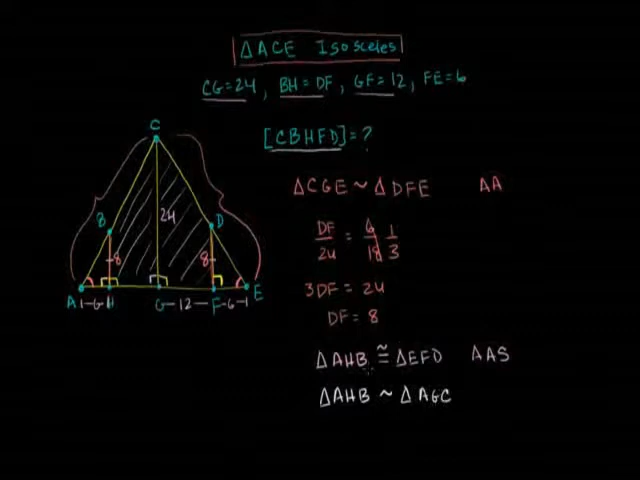 ΔACE Isosceles
CG=24, BH=DF, GF=12, FE=6
[CBHFD]=?
C
ΔCGE ~ ΔDFE AA
B
24
D
DF/24 = 6/18 1/3
8
8
3DF = 24
A
H
G
F
E
6
12
6
DF = 8
ΔAHB ≅ ΔEFD AAS
ΔAHB ~ ΔAGC